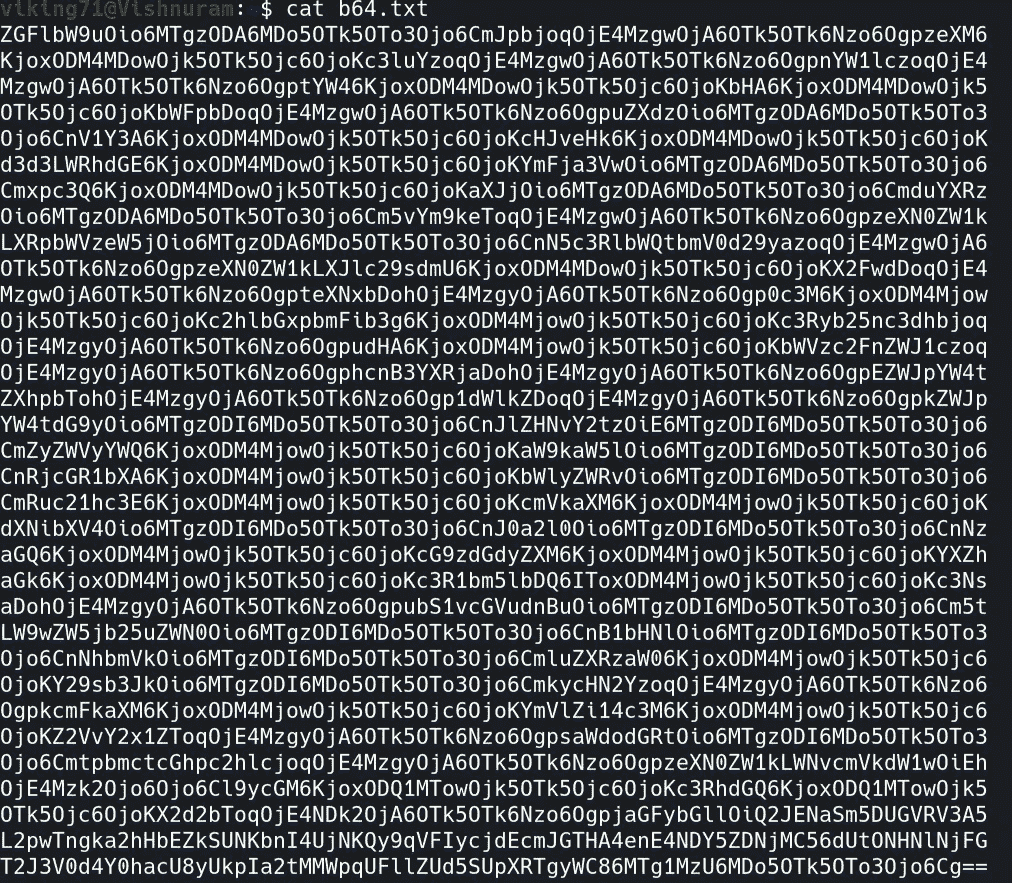 viking71@Vishnuram: $ cat b64.txt
ZGFlbW9uOio6MTgzODA6MDo5OTk5OTo3Ojo6CmJpbjoqOjE4MzgwOjA6OTk5OTk6Nzo6OgpzeXM6
KjoxODM4MDowOjk5OTk5Ojc6OjoKc3luYzoqOjE4MzgwOjA6OTk5OTk6Nzo6OgpnYW1lczoqOjE4
MzgwOjA6OTk5OTk6Nzo6OgptYW46KjoxODM4MDowOjk5OTk5Ojc6OjoKbHA6KjoxODM4MDowOjk5
OTk5Ojc6OjoKbWFpbDoqOjE4MzgwOjA6OTk5OTk6Nzo6OgpuZXdzOio6MTgzODA6MDo5OTk5OTo3
Ojo6CnV1Y3A6KjoxODM4MDowOjk5OTk5Ojc6OjoKcHJveHk6KjoxODM4MDowOjk5OTk5Ojc6OjoK
d3d3LWRhdGE6KjoxODM4MDowOjk5OTk5Ojc6OjoKYmFja3VwOio6MTgzODA6MDo5OTk5OTo3Ojo6
Cmxpc3Q6KjoxODM4MDowOjk5OTk5Ojc6OjoKaXJjOio6MTgzODA6MDo5OTk5OTo3Ojo6CmduYXRz
Oio6MTgzODA6MDo5OTk5OTo3Ojo6Cm5vYm9keToqOjE4MzgwOjA6OTk5OTk6Nzo6OgpzeXN0ZW1k
LXRpbWVzeW5jOio6MTgzODA6MDo5OTk5OTo3Ojo6CnN5c3RlbWQtbmV0d29yazoqOjE4MzgwOjA6
OTk5OTk6Nzo6OgpzeXN0ZW1kLXJlc29sdmU6KjoxODM4MDowOjk5OTk5Ojc6OjoKX2FwdDoqOjE4
MzgwOjA6OTk5OTk6Nzo6OgpteXNxbDohOjE4MzgyOjA6OTk5OTk6Nzo6Ogp0c3M6KjoxODM4Mjow
Ojk5OTk5Ojc6OjoKc2hlbGxpbmFib3g6KjoxODM4MjowOjk5OTk5Ojc6OjoKc3Ryb25nc3dhbjoq
OjE4MzgyOjA6OTk5OTk6Nzo6OgpudHA6KjoxODM4MjowOjk5OTk5Ojc6OjoKbWVzc2FnZWJ1czoq
OjE4MzgyOjA6OTk5OTk6Nzo6OgphcnB3YXRjaDohOjE4MzgyOjA6OTk5OTk6Nzo6OgpEZWJpYW4t
ZXhpbTohOjE4MzgyOjA6OTk5OTk6Nzo6Ogp1dWlkZDoqOjE4MzgyOjA6OTk5OTk6Nzo6OgpkZWJp
YW4tdG9yOio6MTgzODI6MDo5OTk5OTo3Ojo6CnJlZHNvY2tzOiE6MTgzODI6MDo5OTk5OTo3Ojo6
CmZyZWVyYWQ6KjoxODM4MjowOjk5OTk5Ojc6OjoKaW9kaW5lOio6MTgzODI6MDo5OTk5OTo3Ojo6
CnRjcGR1bXA6KjoxODM4MjowOjk5OTk5Ojc6OjoKbWlyZWRvOio6MTgzODI6MDo5OTk5OTo3Ojo6
CmRuc21hc3E6KjoxODM4MjowOjk5OTk5Ojc6OjoKcmVkaXM6KjoxODM4MjowOjk5OTk5Ojc6OjoK
dXNibXV4Oio6MTgzODI6MDo5OTk5OTo3Ojo6CnJ0a2l0Oio6MTgzODI6MDo5OTk5OTo3Ojo6CnNz
aGQ6KjoxODM4MjowOjk5OTk5Ojc6OjoKcG9zdGdyZXM6KjoxODM4MjowOjk5OTk5Ojc6OjoKYXZh
aGk6KjoxODM4MjowOjk5OTk5Ojc6OjoKc3R1bm5lbDQ6IToxODM4MjowOjk5OTk5Ojc6OjoKc3Ns
aDohOjE4MzgyOjA6OTk5OTk6Nzo6OgpubS1vcGVudnBuOio6MTgzODI6MDo5OTk5OTo3Ojo6Cm5t
LW9wZW5jb25uZWN0Oio6MTgzODI6MDo5OTk5OTo3Ojo6CnB1bHNlOio6MTgzODI6MDo5OTk5OTo3
Ojo6CnNhbmVkOio6MTgzODI6MDo5OTk5OTo3Ojo6CmluZXRzaW06KjoxODM4MjowOjk5OTk5Ojc6
OjoKY29sb3JkOio6MTgzODI6MDo5OTk5OTo3Ojo6CmkycHN2YzoqOjE4MzgyOjA6OTk5OTk6Nzo6
OgpkcmFkaXM6KjoxODM4MjowOjk5OTk5Ojc6OjoKYmVlZi14c3M6KjoxODM4MjowOjk5OTk5Ojc6
OjoKZ2VvY2x1ZToqOjE4MzgyOjA6OTk5OTk6Nzo6OgpsaWdodGRtOio6MTgzODI6MDo5OTk5OTo3
Ojo6CmtpbmctcGhpc2hlcjoqOjE4MzgyOjA6OTk5OTk6Nzo6OgpzeXN0ZW1kLWNvcmVkdW1wOiEh
OjE4Mzk2Ojo6Ojo6Cl9ycGM6KjoxODQ1MTowOjk5OTk5Ojc6OjoKc3RhdGQ6KjoxODQ1MTowOjk5
OTk5Ojc6OjoKX2d2bToqOjE4NDk2OjA6OTk5OTk6Nzo6OgpjaGFybGllOiQ2JENaSm5DUGVRV3A5
L2pwTngka2hHbEZkSUNKbnI4UjNKQy9qVFIycjdEcmJGTHA4enE4NDY5ZDNjMC56dUtONHNlNjFG
T2J3V0d4Y0hacU8yUkpIa2tMMWpqUFllZUd5SUpXRTgyWC86MTg1MzU6MDo5OTk5OTo3Ojo6Cg==